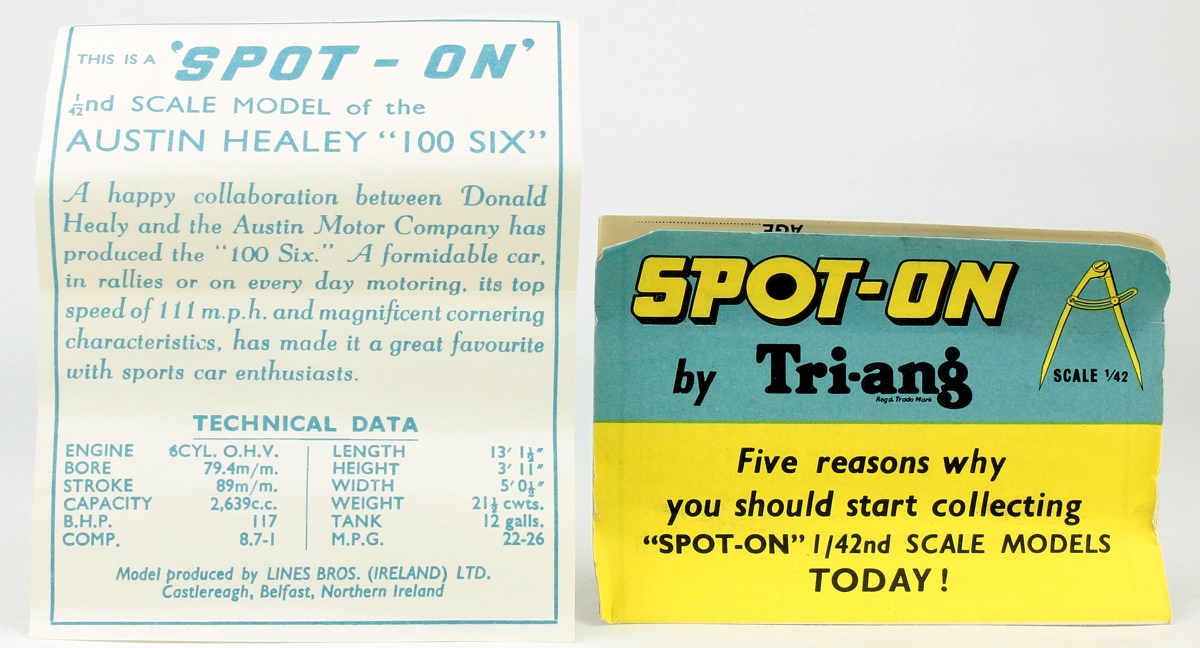 THIS IS A 'SPOT - ON'
1/42nd SCALE MODEL of the
AUSTIN HEALEY "100 SIX"
A happy collaboration between Donald
Healy and the Austin Motor Company has
produced the "100 Six." A formidable car,
in rallies or on every day motoring, its top
speed of 111 m.p.h. and magnificent cornering
characteristics, has made it a great favourite
with sports car enthusiasts.
TECHNICAL DATA
ENGINE 6CYL. O.H.V.
BORE 79.4m/m.
STROKE 89m/m.
CAPACITY 2,639c.c.
B.H.P. 117
COMP. 8.7-1
LENGTH 13' 1½"
HEIGHT 3' 11"
WIDTH 5' 0½"
WEIGHT 21½ cwts.
TANK 12 galls.
M.P.G. 22-26
Model produced by LINES BROS. (IRELAND) LTD.
Castlereagh, Belfast, Northern Ireland
AGE
SPOT-ON
by Tri-ang
Regd. Trade Mark
SCALE 1/42
Five reasons why
you should start collecting
"SPOT-ON" 1/42nd SCALE MODELS
TODAY!